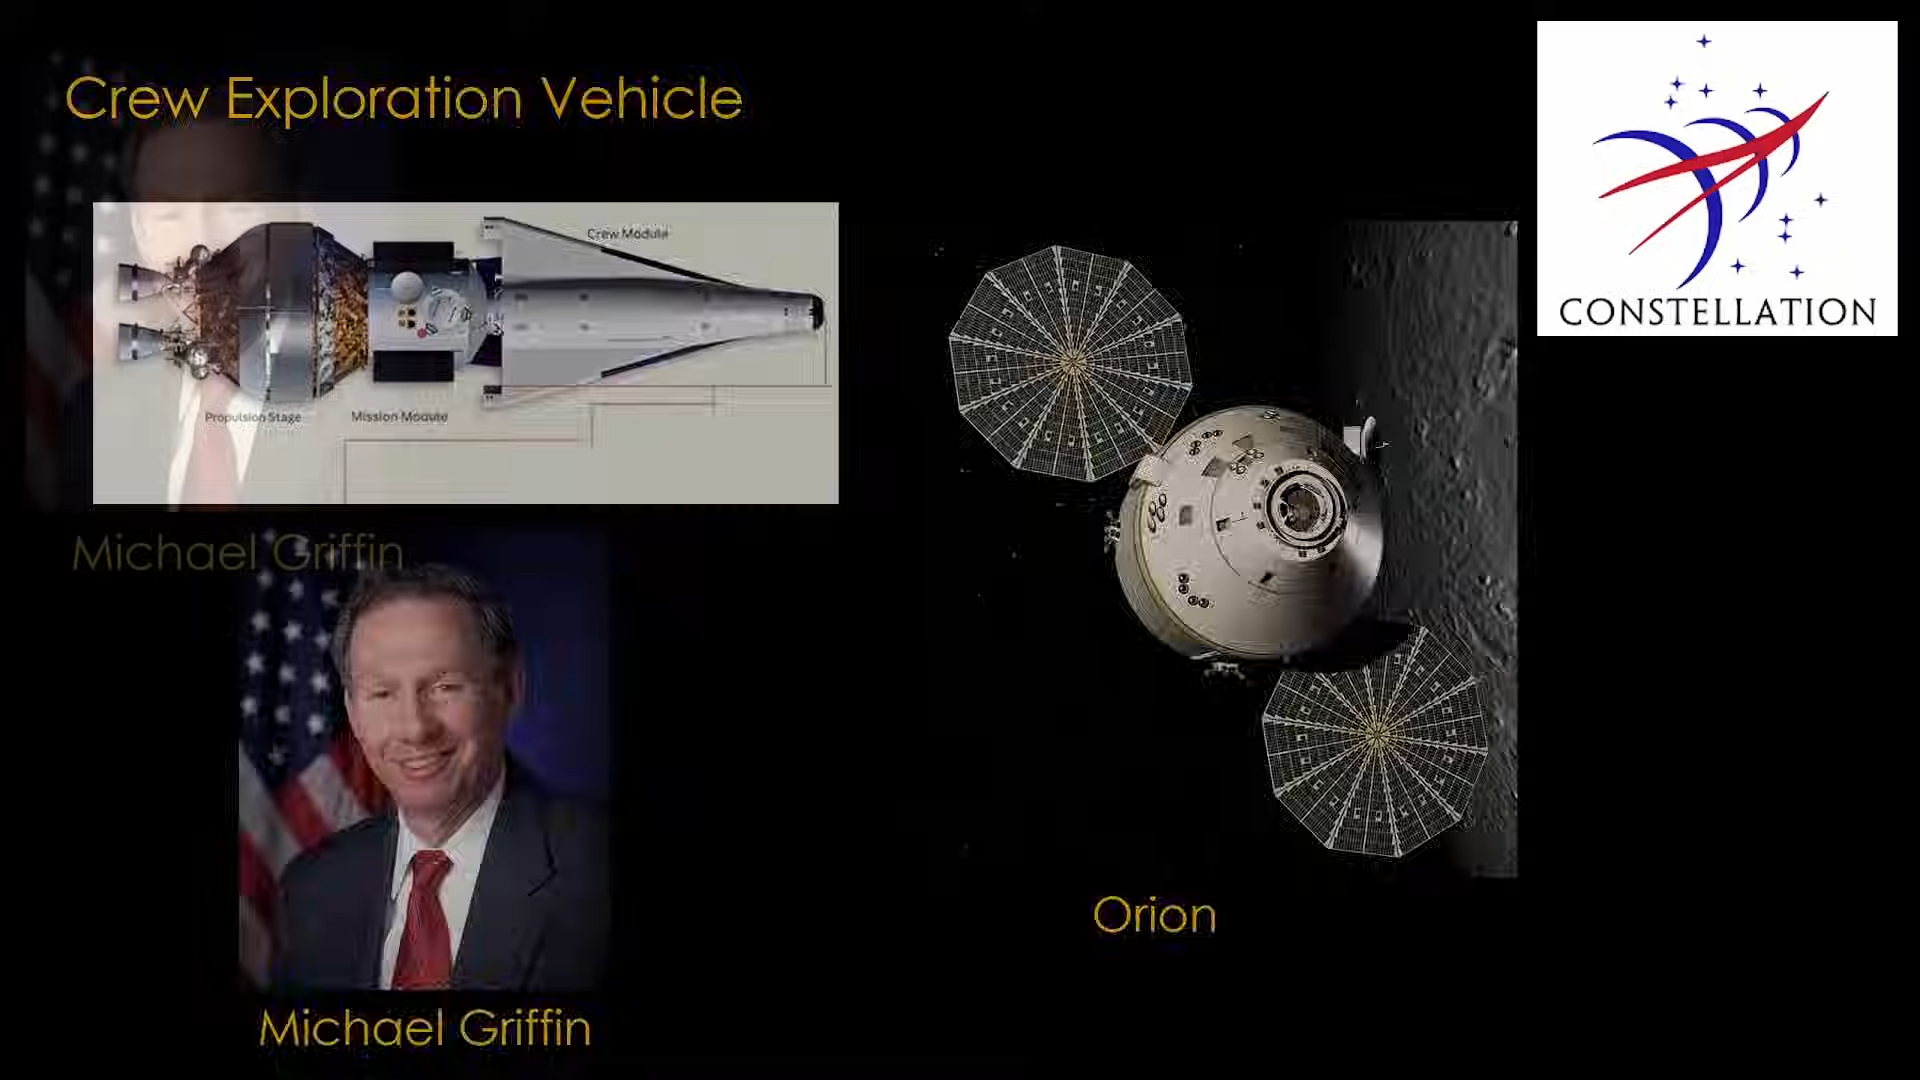 Crew Exploration Vehicle
Crew Module
Propulsion Stage
Mission Module
Michael Griffin
Michael Griffin
Orion
CONSTELLATION